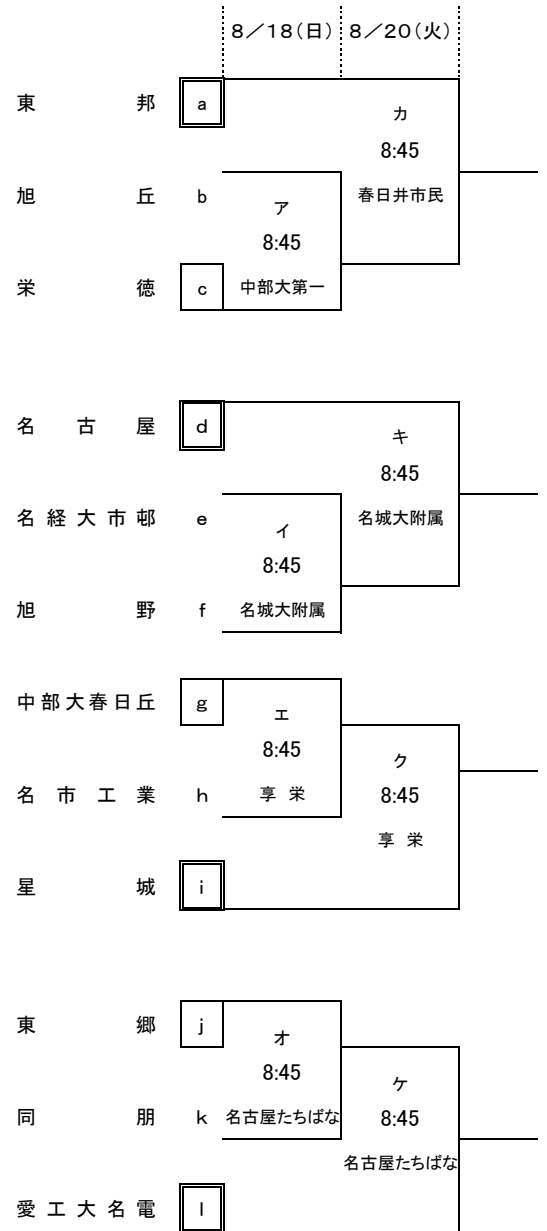 8／18（日） 8／20（火）
東邦 a
カ
8:45
旭丘 b
ア
春日井市民
8:45
栄徳 c 中部大第一
名古屋 d
キ
8:45
名経大市邨 e
イ
名城大附属
8:45
旭野 f 名城大附属
中部大春日丘 g
エ
8:45
ク
名市工業 h 享栄 8:45
享栄
星城 i
東郷 j
オ
8:45
ケ
同朋 k 名古屋たちばな 8:45
名古屋たちばな
愛工大名電 l